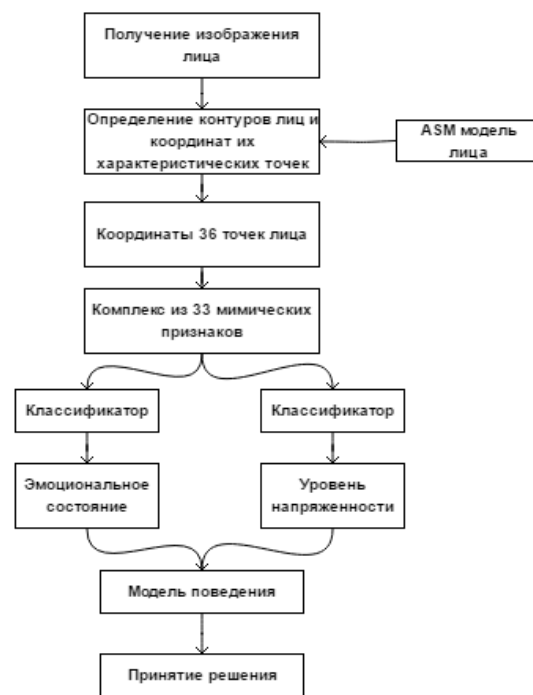 Получение изображения
лица
Определение контуров лиц и
координат их
характеристических точек
ASM модель
лица
Координаты 36 точек лица
Комплекс из 33 мимических
признаков
Классификатор
Классификатор
Эмоциональное
состояние
Уровень
напряженности
Модель поведения
Принятие решения